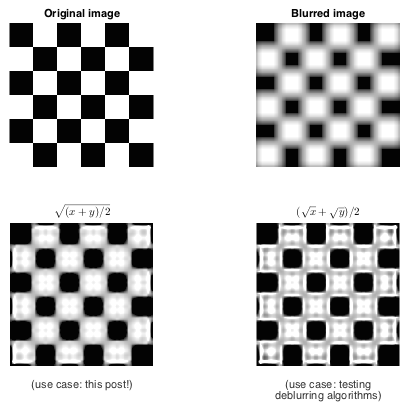 Original image
Blurred image
√(x + y)/2
(√x + √y)/2
(use case: this post!)
(use case: testing
deblurring algorithms)